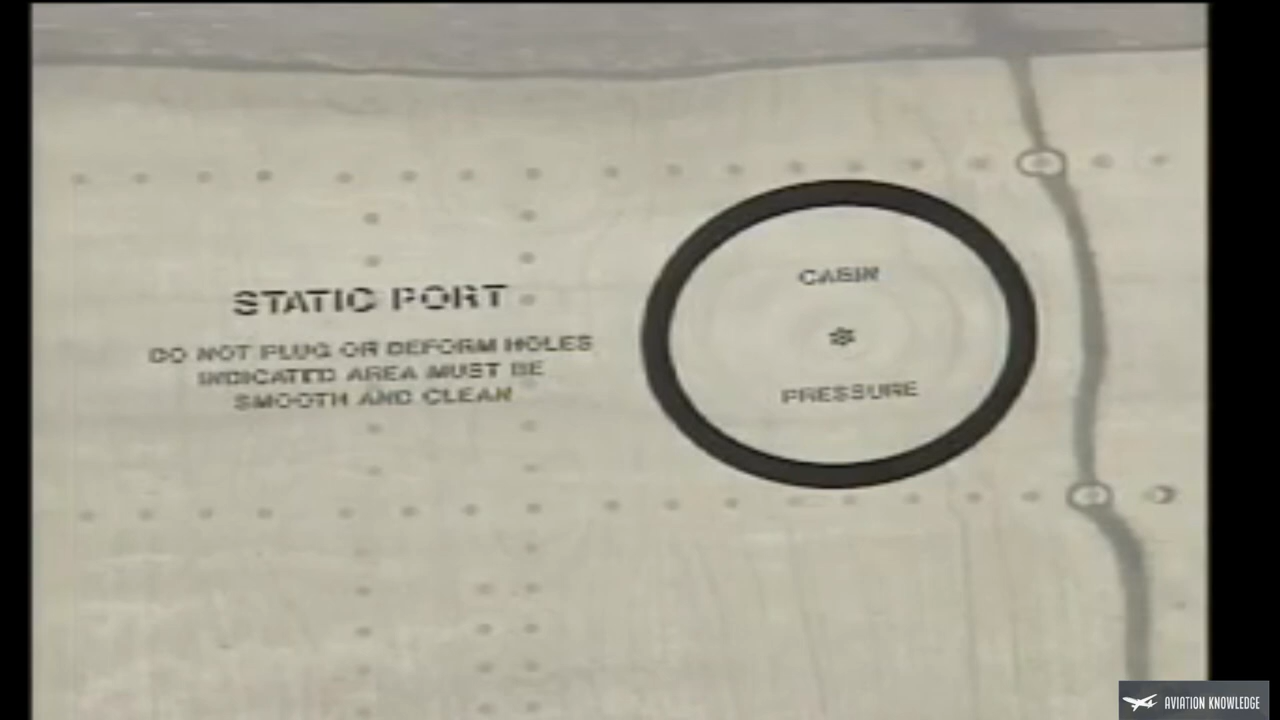 STATIC PORT
DO NOT PLUG OR DEFORM HOLES
INDICATED AREA MUST BE
SMOOTH AND CLEAN
CABIN
PRESSURE
AVIATION KNOWLEDGE